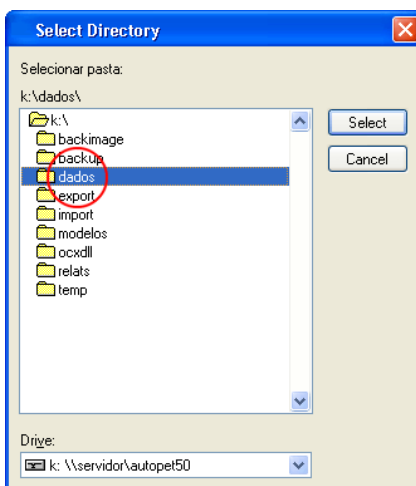 Select Directory
Selecionar pasta:
k:\dados\
k:\
backimage
backup
dados
export
import
modelos
ocxdll
relats
temp
Select
Cancel
Drive:
k: \\servidor\autopet50